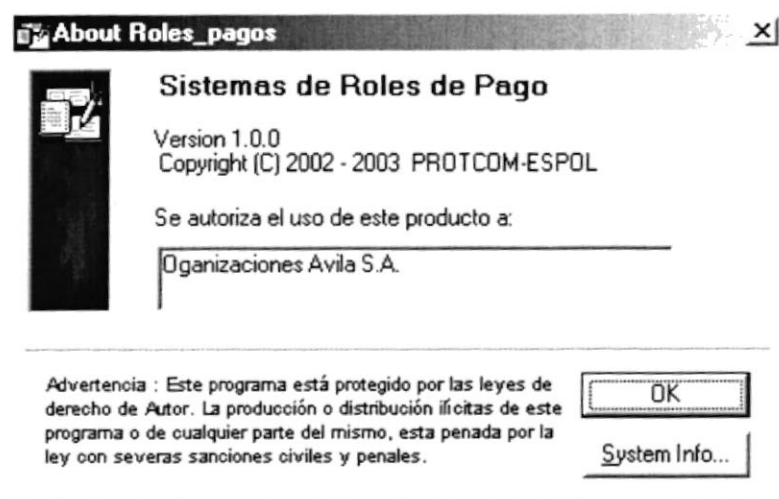 About Roles_pagos
Sistemas de Roles de Pago
Version 1.0.0
Copyright (C) 2002 - 2003 PROTCOM-ESPOL
Se autoriza el uso de este producto a:
Oganizaciones Avila S.A.
Advertencia : Este programa está protegido por las leyes de
derecho de Autor. La producción o distribución ilícitas de este
programa o de cualquier parte del mismo, esta penada por la
ley con severas sanciones civiles y penales.
OK
System Info...